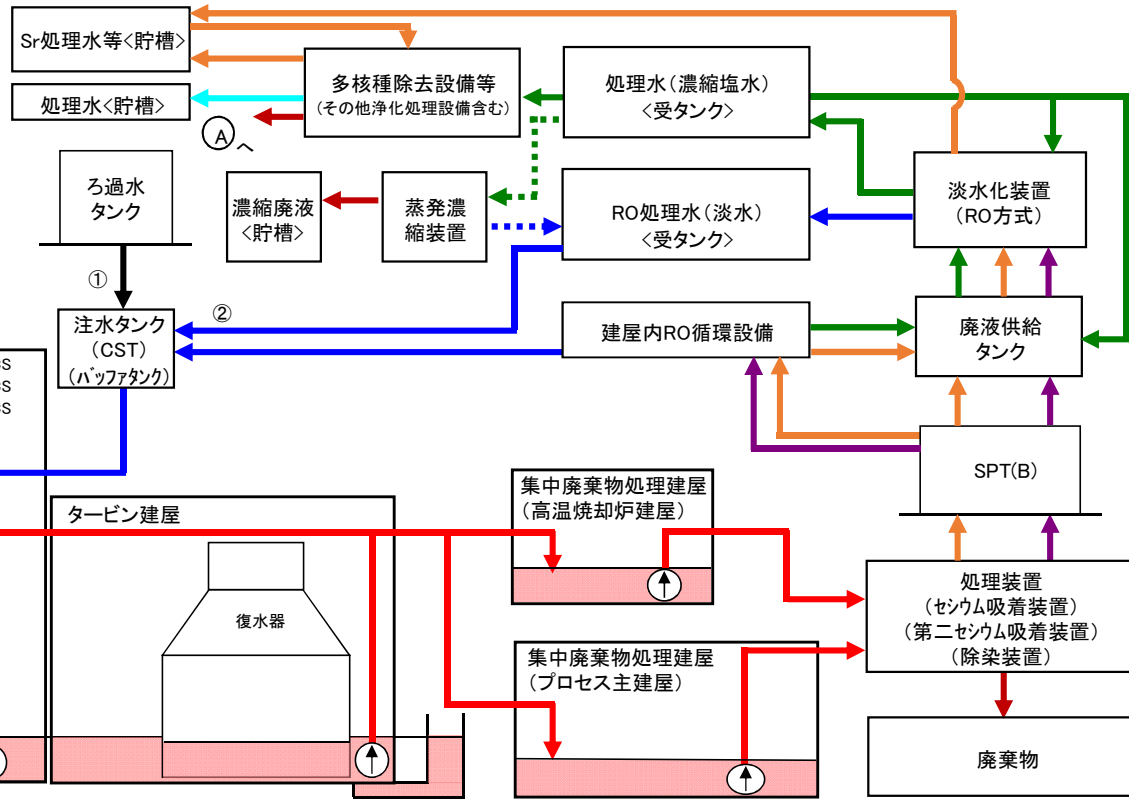 Sr処理水等<貯槽>
処理水<貯槽>
多核種除去設備等
(その他浄化処理設備含む)
Aへ
処理水(濃縮塩水)
<受タンク>
淡水化装置
(RO方式)
ろ過水
タンク
濃縮廃液
<貯槽>
蒸発濃
縮装置
RO処理水(淡水)
<受タンク>
①
②
注水タンク
(CST)
(バッファタンク)
建屋内RO循環設備
廃液供給
タンク
CS
CS
CS
SPT(B)
タービン建屋
復水器
集中廃棄物処理建屋
(高温焼却炉建屋)
集中廃棄物処理建屋
(プロセス主建屋)
処理装置
(セシウム吸着装置)
(第二セシウム吸着装置)
(除染装置)
廃棄物